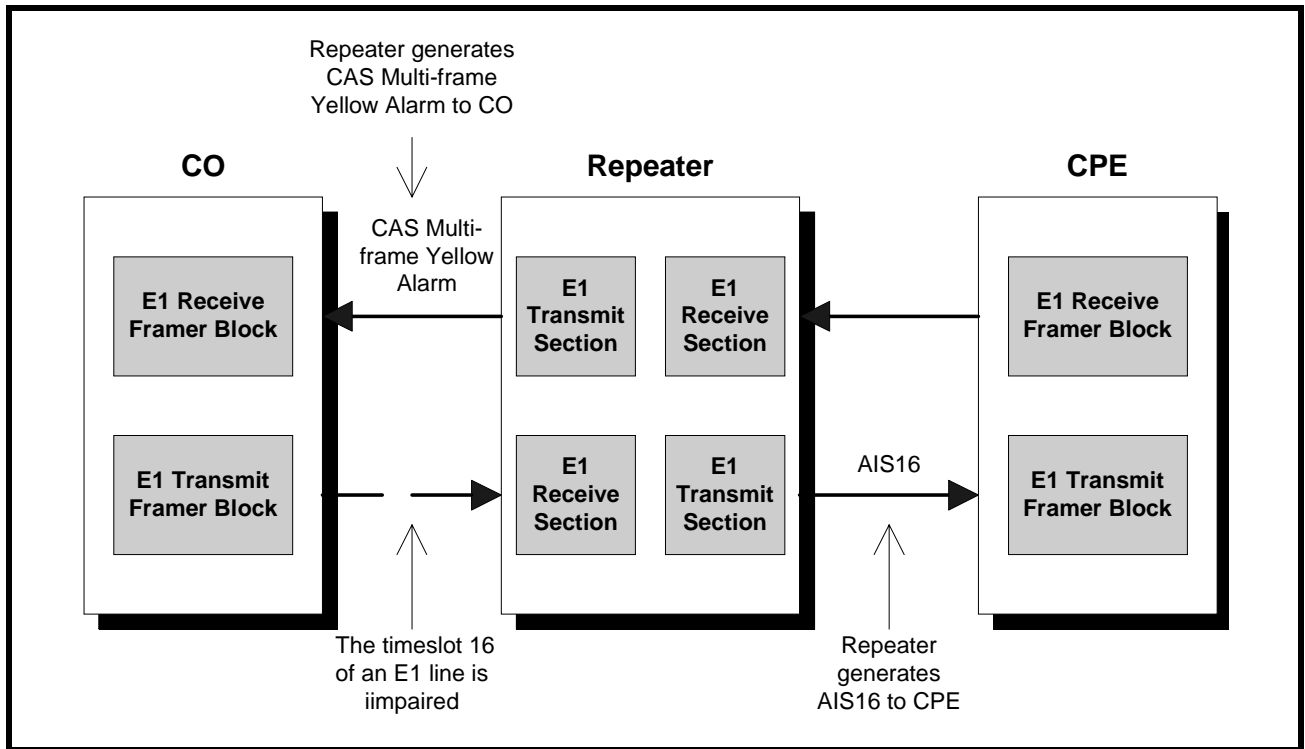 Repeater generates
CAS Multi-frame
Yellow Alarm to CO
CO
Repeater
CPE
CAS Multi-
frame Yellow
Alarm
E1 Receive
Framer Block
E1
Transmit
Section
E1
Receive
Section
E1 Receive
Framer Block
E1 Transmit
Framer Block
E1
Receive
Section
E1
Transmit
Section
AIS16
E1 Transmit
Framer Block
The timeslot 16
of an E1 line is
iimpaired
Repeater
generates
AIS16 to CPE